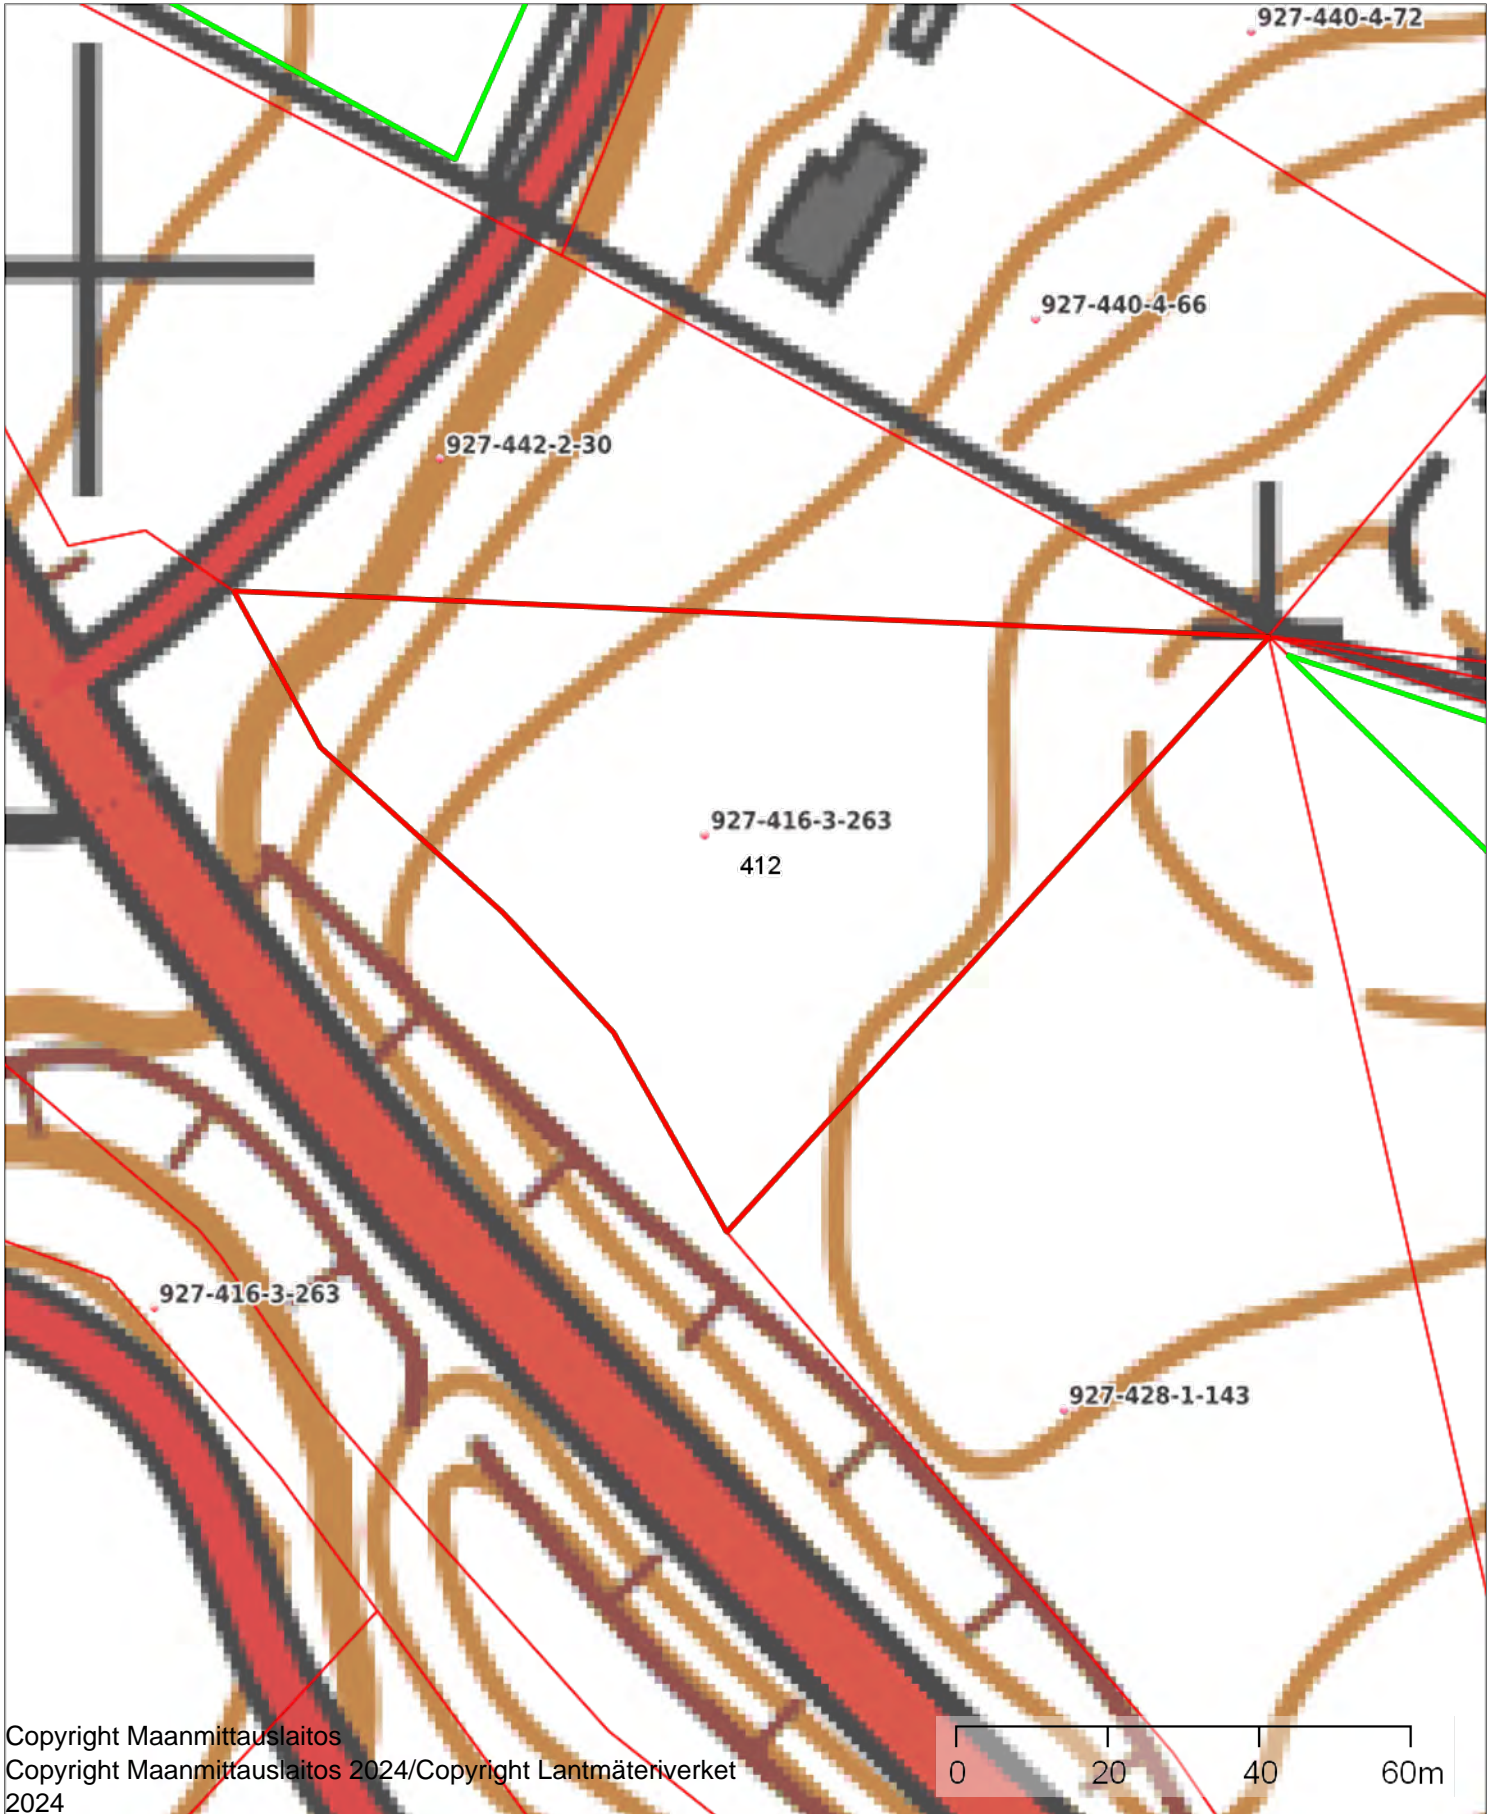 927-440-4-72
927-440-4-66
927-442-2-30
927-416-3-263
412
927-416-3-263
927-428-1-143
Copyright Maanmittauslaitos
Copyright Maanmittauslaitos 2024/Copyright Lantmäteriverket
2024
0 20 40 60m